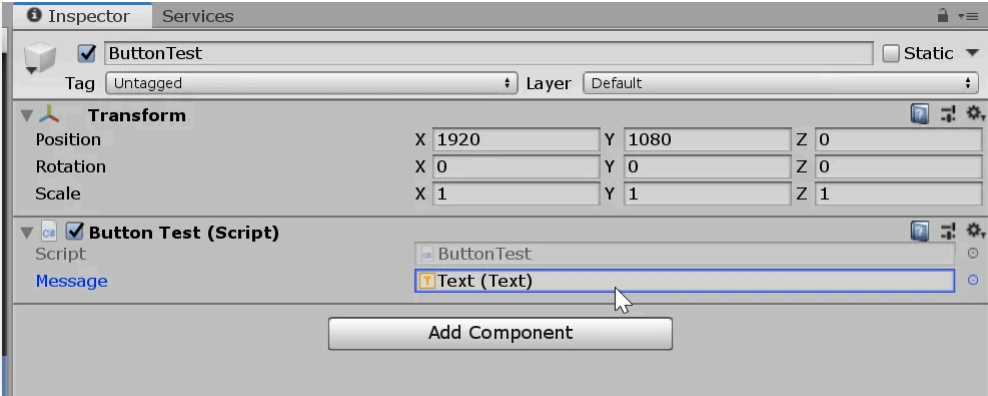 Inspector Services
ButtonTest Static
Tag Untagged Layer Default
Transform
Position X 1920 Y 1080 Z 0
Rotation X 0 Y 0 Z 0
Scale X 1 Y 1 Z 1
C# Button Test (Script)
Script ButtonTest
Message T Text (Text)
Add Component